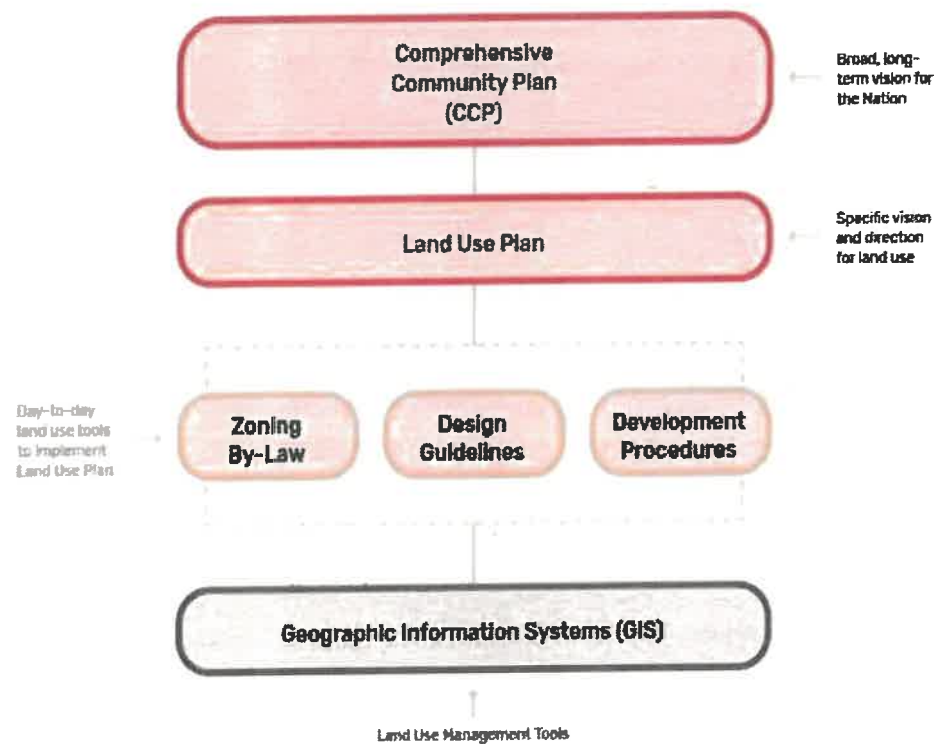 Comprehensive
Community Plan
(CCP)
Broad, long-
term vision for
the Nation
Land Use Plan
Specific vision
and direction
for land use
Day-to-day
land use tools
to implement
Land Use Plan
Zoning
By-Law
Design
Guidelines
Development
Procedures
Geographic Information Systems (GIS)
Land Use Management Tools